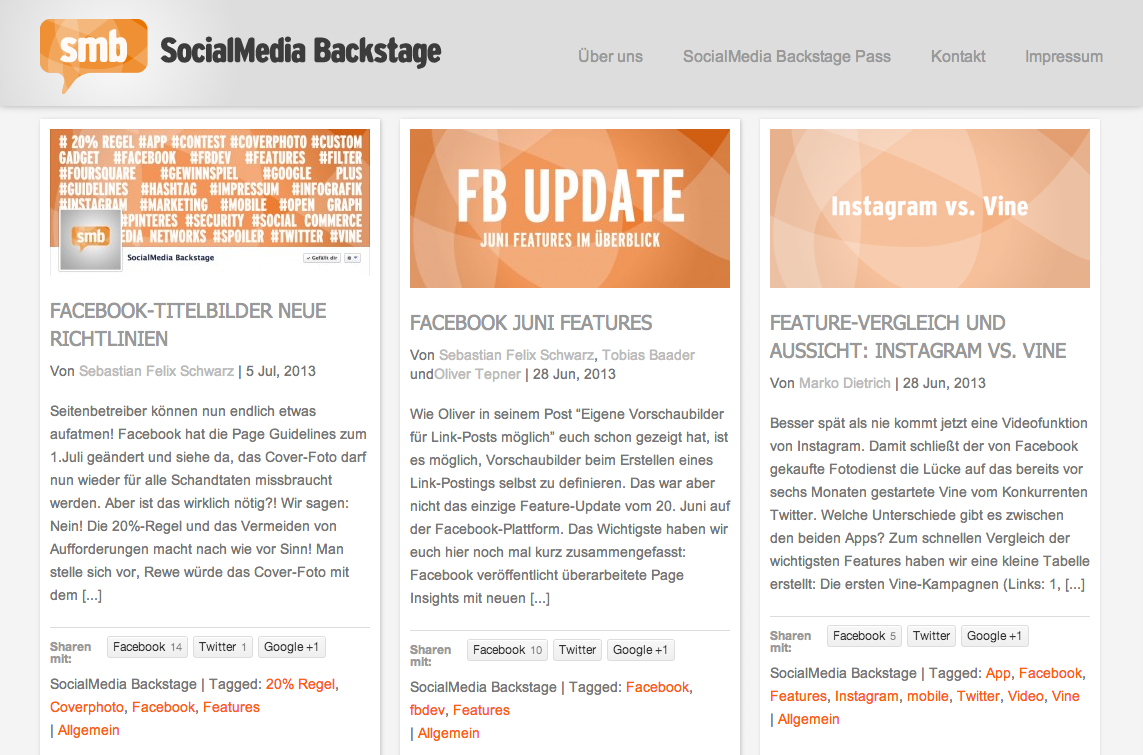 smb SocialMedia Backstage
Über uns
SocialMedia Backstage Pass
Kontakt
Impressum
# 20% REGEL #APP #CONTEST #COVERPHOTO #CUSTOM
GADGET #FACEBOOK #FBDEV #FEATURES #FILTER
#FOURSQUARE #GEWINNSPIEL #GOOGLE PLUS
#GUIDELINES #HASHTAG #IMPRESSUM #INFOGRAFIK
#INSTAGRAM #MARKETING #MOBILE #OPEN GRAPH
#PINTERES #SECURITY #SOCIAL COMMERCE
EDIA NETWORKS #SPOILER #TWITTER #VINE
smb
SocialMedia Backstage
✓ Gefällt dir
FACEBOOK-TITELBILDER NEUE
RICHTLINIEN
Von Sebastian Felix Schwarz | 5 Jul, 2013
Seitenbetreiber können nun endlich etwas
aufatmen! Facebook hat die Page Guidelines zum
1.Juli geändert und siehe da, das Cover-Foto darf
nun wieder für alle Schandtaten missbraucht
werden. Aber ist das wirklich nötig?! Wir sagen:
Nein! Die 20%-Regel und das Vermeiden von
Aufforderungen macht nach wie vor Sinn! Man
stelle sich vor, Rewe würde das Cover-Foto mit
dem [...]
Sharen
mit:
Facebook 14
Twitter 1
Google +1
SocialMedia Backstage | Tagged: 20% Regel,
Coverphoto, Facebook, Features
| Allgemein
FB UPDATE
JUNI FEATURES IM ÜBERBLICK
FACEBOOK JUNI FEATURES
Von Sebastian Felix Schwarz, Tobias Baader
undOliver Tepner | 28 Jun, 2013
Wie Oliver in seinem Post “Eigene Vorschaubilder
für Link-Posts möglich” euch schon gezeigt hat, ist
es möglich, Vorschaubilder beim Erstellen eines
Link-Postings selbst zu definieren. Das war aber
nicht das einzige Feature-Update vom 20. Juni auf
der Facebook-Plattform. Das Wichtigste haben wir
euch hier noch mal kurz zusammengefasst:
Facebook veröffentlicht überarbeitete Page
Insights mit neuen [...]
Sharen
mit:
Facebook 10
Twitter
Google +1
SocialMedia Backstage | Tagged: Facebook,
fbdev, Features
| Allgemein
Instagram vs. Vine
FEATURE-VERGLEICH UND
AUSSICHT: INSTAGRAM VS. VINE
Von Marko Dietrich | 28 Jun, 2013
Besser spät als nie kommt jetzt eine Videofunktion
von Instagram. Damit schließt der von Facebook
gekaufte Fotodienst die Lücke auf das bereits vor
sechs Monaten gestartete Vine vom Konkurrenten
Twitter. Welche Unterschiede gibt es zwischen
den beiden Apps? Zum schnellen Vergleich der
wichtigsten Features haben wir eine kleine Tabelle
erstellt: Die ersten Vine-Kampagnen (Links: 1, [...]
Sharen
mit:
Facebook 5
Twitter
Google +1
SocialMedia Backstage | Tagged: App, Facebook,
Features, Instagram, mobile, Twitter, Video, Vine
| Allgemein